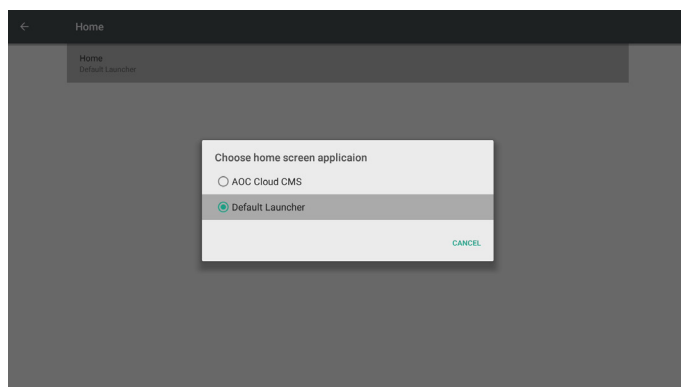 Home
Home
Default Launcher
Choose home screen applicaion
AOC Cloud CMS
Default Launcher
CANCEL